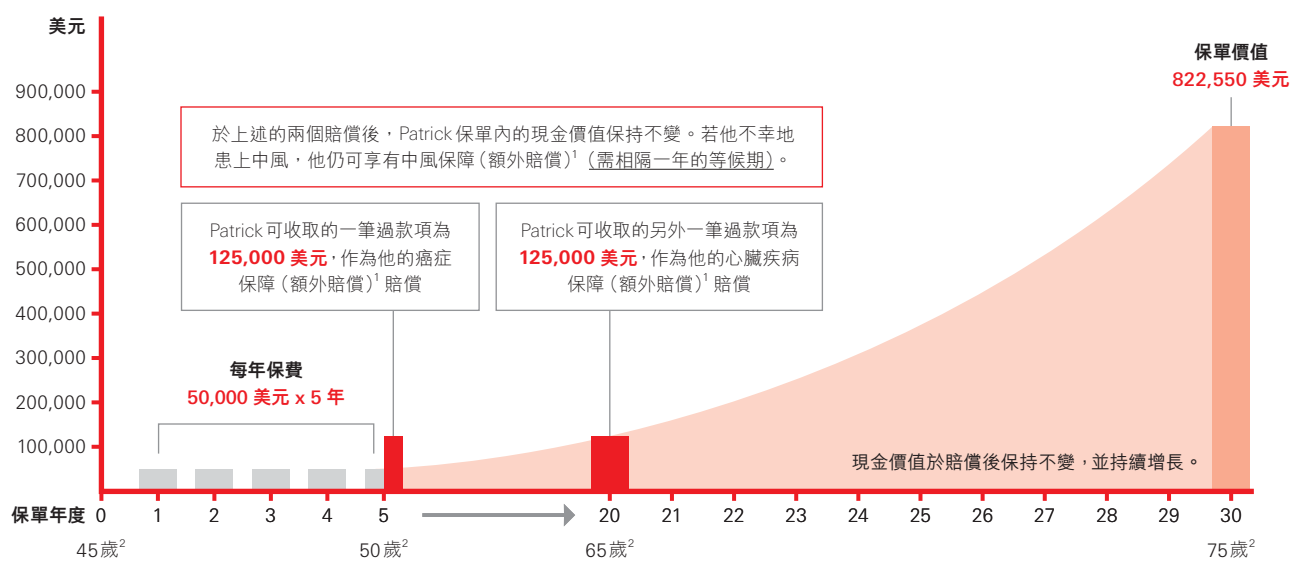 美元
900,000
800,000
700,000
600,000
500,000
400,000
300,000
200,000
100,000
保單價值
822,550 美元
於上述的兩個賠償後，Patrick 保單內的現金價值保持不變。若他不幸地
患上中風，他仍可享有中風保障（額外賠償）¹（需相隔一年的等候期）。
Patrick 可收取的一筆過款項為
125,000 美元，作為他的癌症
保障（額外賠償）¹ 賠償
Patrick 可收取的另外一筆過款項為
125,000 美元，作為他的心臟疾病
保障（額外賠償）¹ 賠償
每年保費
50,000 美元 x 5 年
現金價值於賠償後保持不變，並持續增長。
保單年度 0 1 2 3 4 5 20 21 22 23 24 25 26 27 28 29 30
45歲² 50歲² 65歲² 75歲²